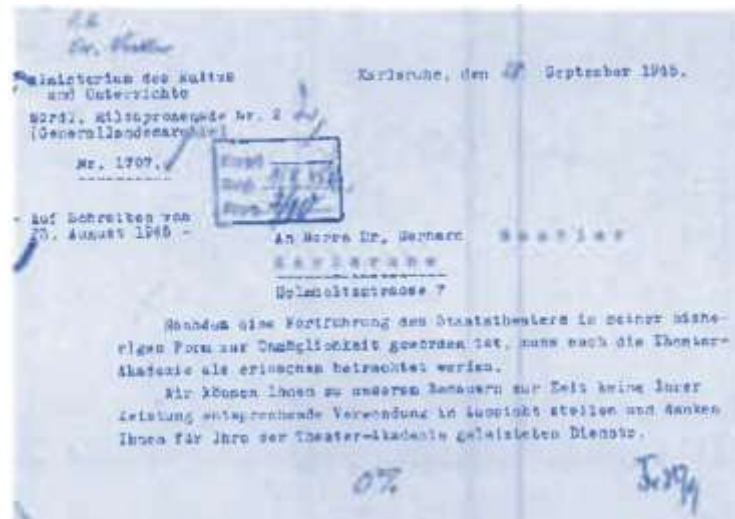 Ministerium des Kultus
und Unterrichts
Karlsruhe, den September 1945.
Nördl. Hildapromenade Nr. 2
(Generallandesarchiv)
Nr. 1707.
- Auf Schreiben vom
August 1945 -
An Herrn Dr.
Karlsruhe
Helmholtzstrasse 7
Nachdem eine Fortführung des Staatstheaters in seiner bishe-
rigen Form zur Unmöglichkeit geworden ist, muss auch die Theater-
Akademie als erloschen betrachtet werden.
Wir können Ihnen zu unserem Bedauern zur Zeit keine Ihrer
Leistung entsprechende Verwendung in Aussicht stellen und danken
Ihnen für Ihre der Theater-Akademie geleisteten Dienste.